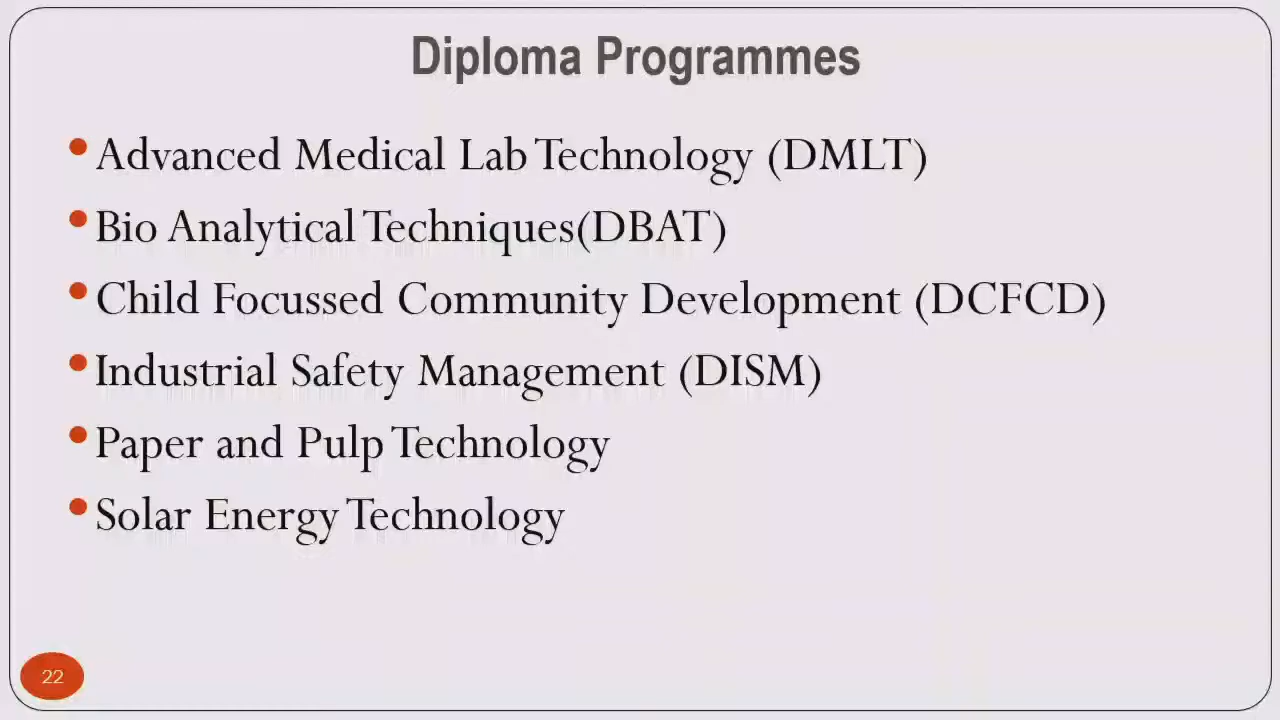 Diploma Programmes
• Advanced Medical Lab Technology (DMLT)
• Bio Analytical Techniques(DBAT)
• Child Focussed Community Development (DCFCD)
• Industrial Safety Management (DISM)
• Paper and Pulp Technology
• Solar Energy Technology
22